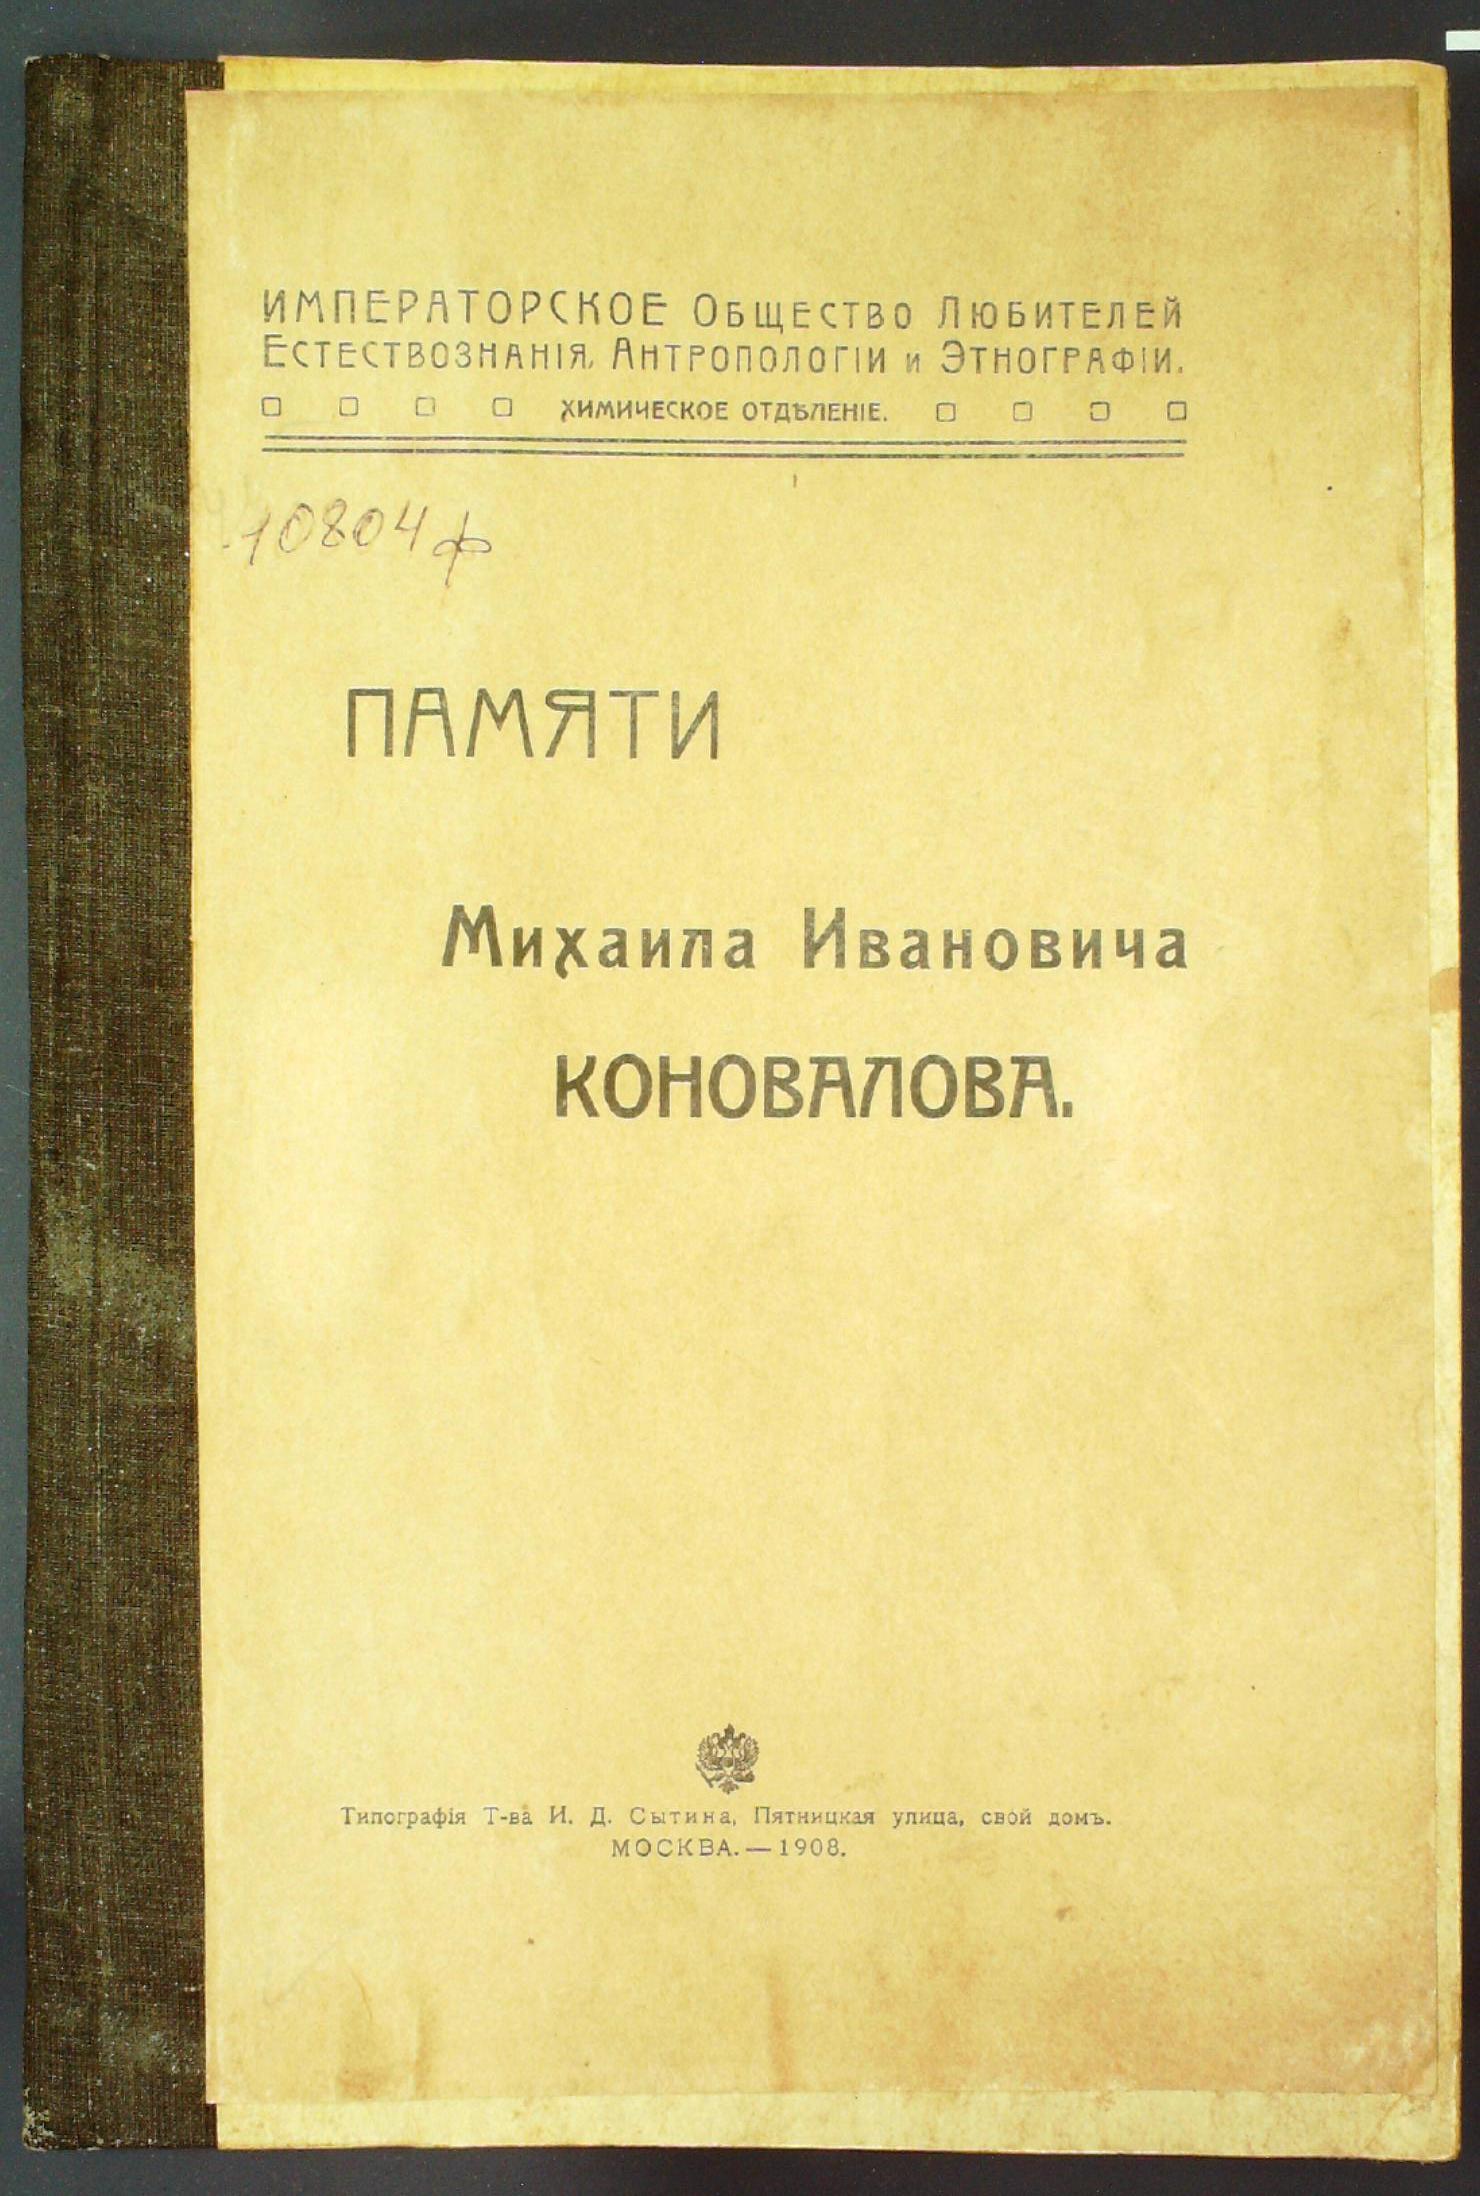 ИМПЕРАТОРСКОЕ Общество Любителей
Естествознанія, Антропологіи и Этнографіи.
ХИМИЧЕСКОЕ ОТДѢЛЕНІЕ.
10804 ф
ПАМЯТИ
Михаила Ивановича
КОНОВАЛОВА.
Типографія Т-ва И. Д. Сытина, Пятницкая улица, свой домъ.
МОСКВА.—1908.